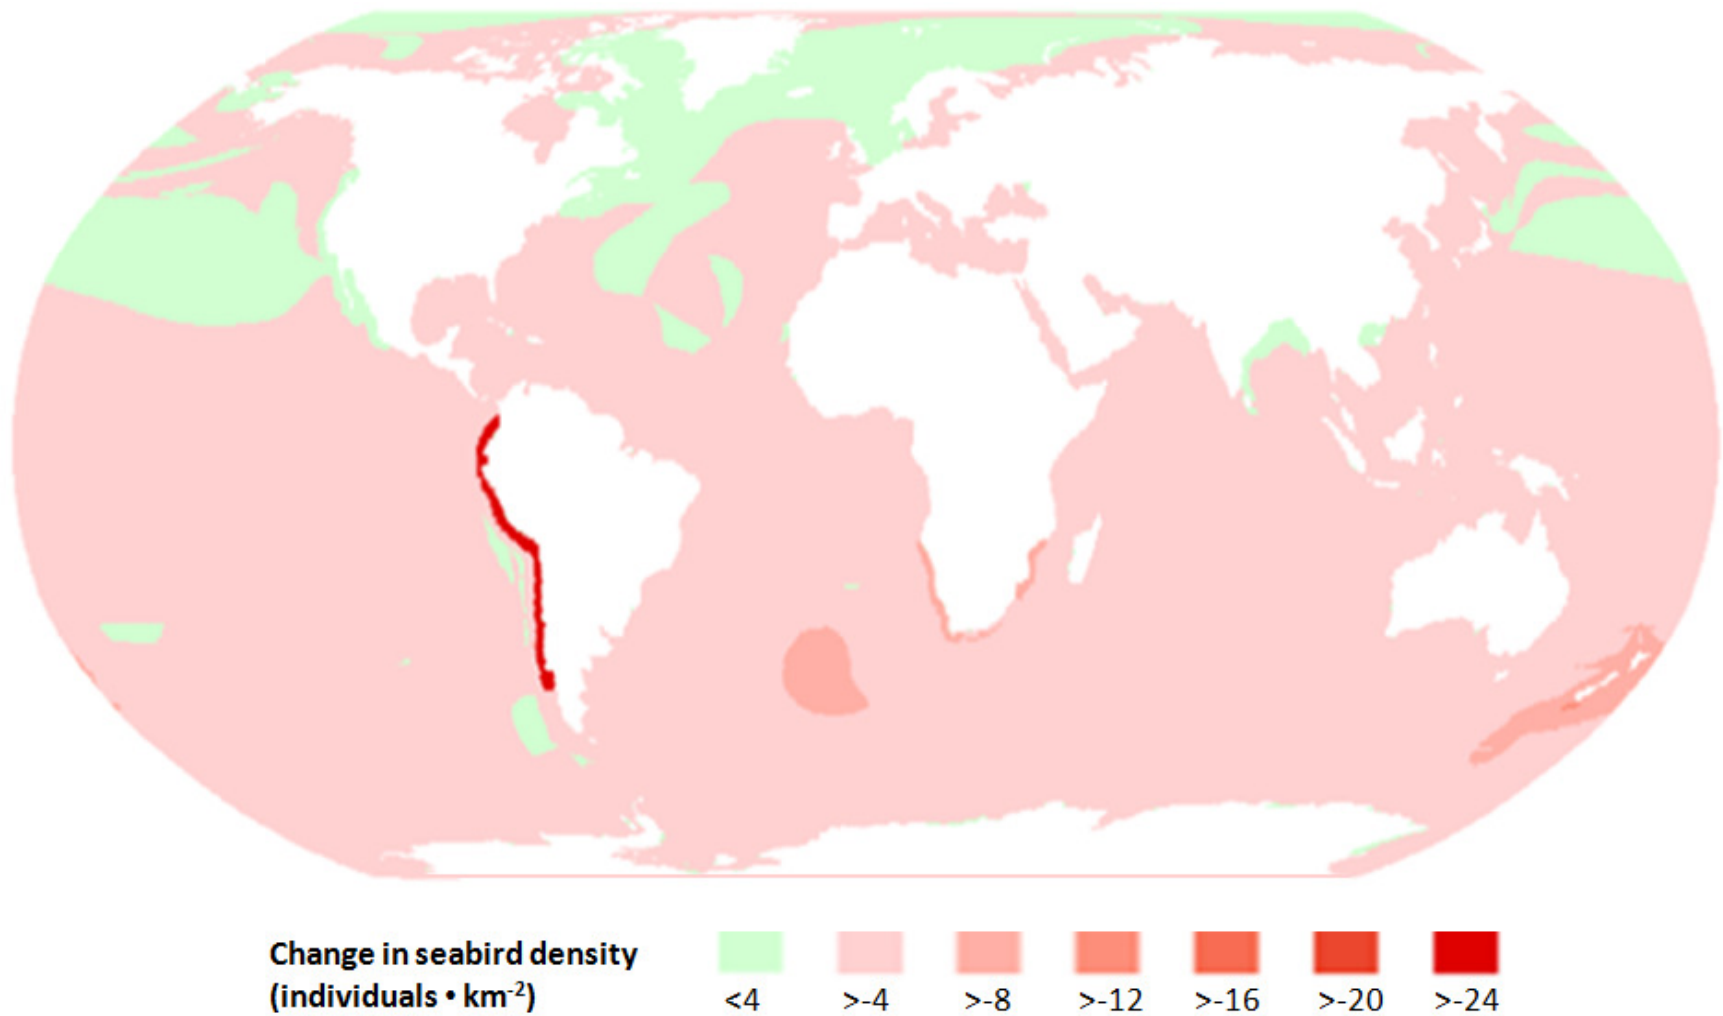 Change in seabird density
(individuals • km⁻²)
<4 >-4 >-8 >-12 >-16 >-20 >-24